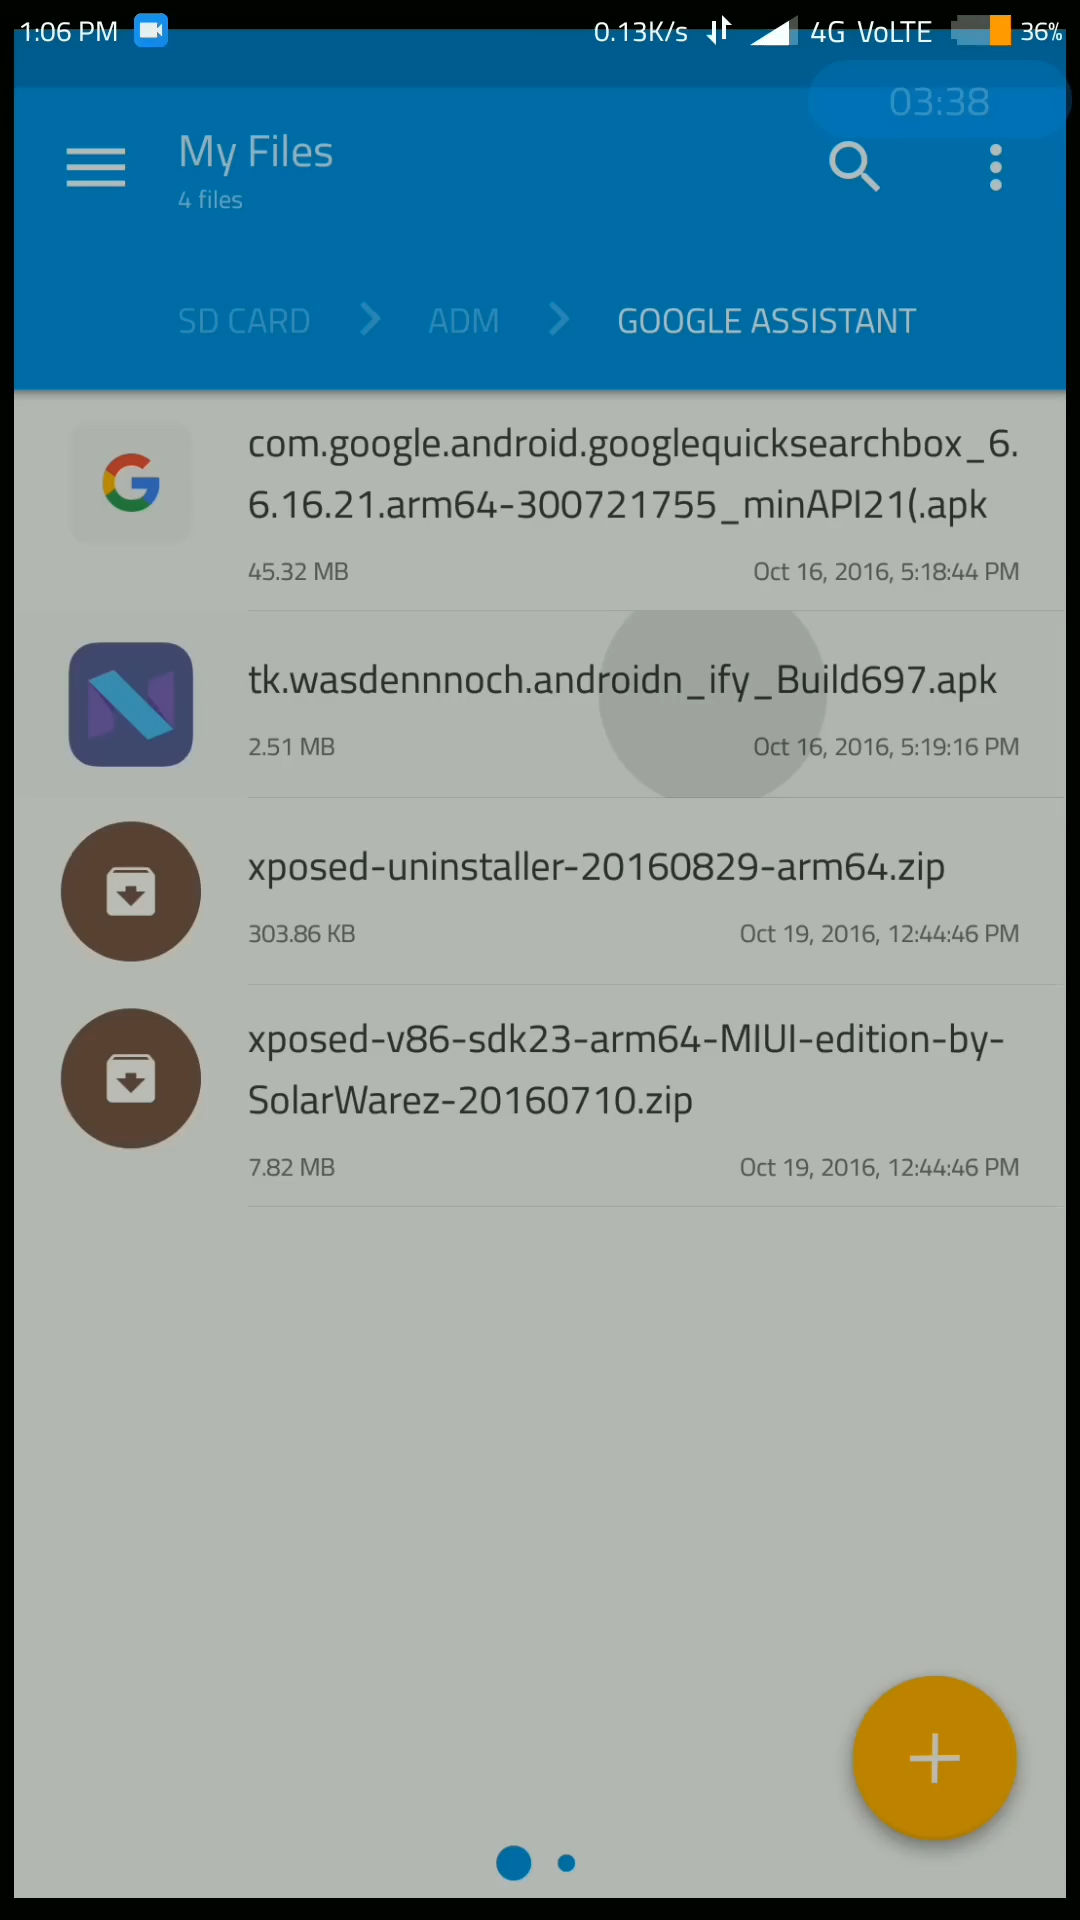 1:06 PM 0.13K/s 4G VoLTE 36%
03:38
My Files
4 files
SD CARD ADM GOOGLE ASSISTANT
com.google.android.googlequicksearchbox_6.
6.16.21.arm64-300721755_minAPI21(.apk
45.32 MB Oct 16, 2016, 5:18:44 PM
tk.wasdennnoch.androidn_ify_Build697.apk
2.51 MB Oct 16, 2016, 5:19:16 PM
xposed-uninstaller-20160829-arm64.zip
303.86 KB Oct 19, 2016, 12:44:46 PM
xposed-v86-sdk23-arm64-MIUI-edition-by-
SolarWarez-20160710.zip
7.82 MB Oct 19, 2016, 12:44:46 PM